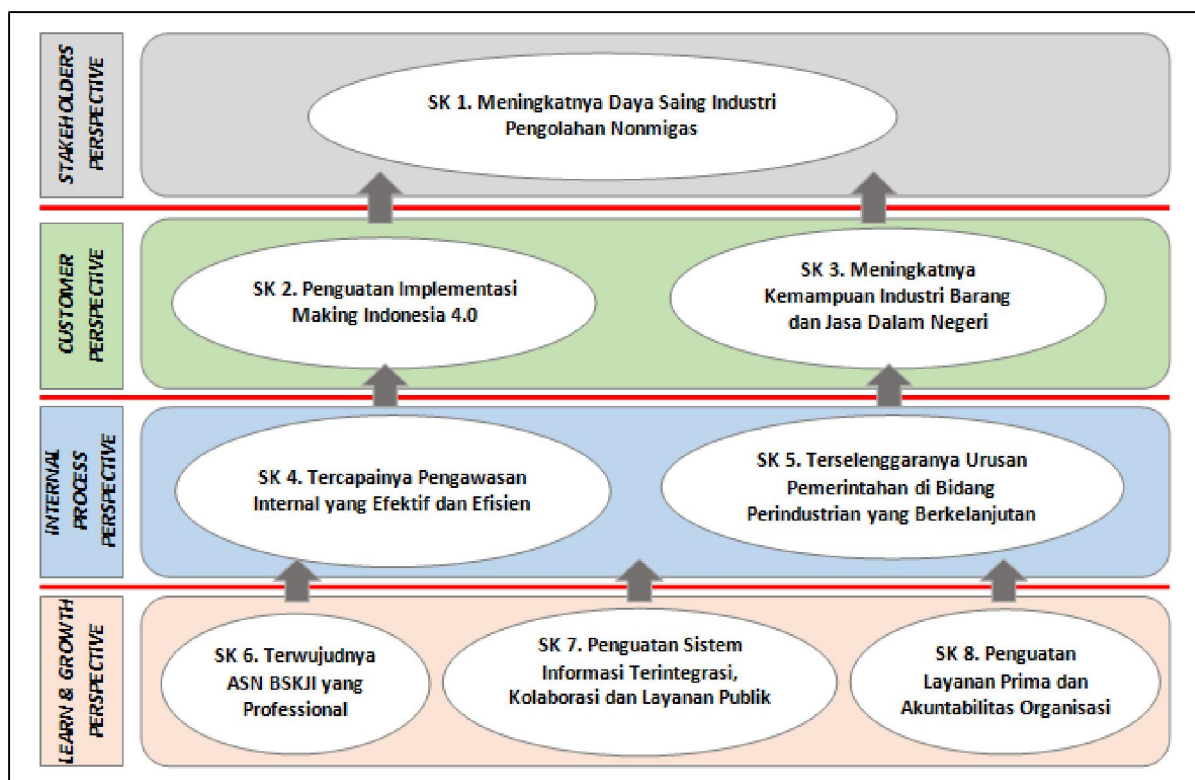 STAKEHOLDERS
PERSPECTIVE
SK 1. Meningkatnya Daya Saing Industri
Pengolahan Nonmigas
CUSTOMER
PERSPECTIVE
SK 2. Penguatan Implementasi
Making Indonesia 4.0
SK 3. Meningkatnya
Kemampuan Industri Barang
dan Jasa Dalam Negeri
INTERNAL
PROCESS
PERSPECTIVE
SK 4. Tercapainya Pengawasan
Internal yang Efektif dan Efisien
SK 5. Terselenggaranya Urusan
Pemerintahan di Bidang
Perindustrian yang Berkelanjutan
LEARN & GROWTH
PERSPECTIVE
SK 6. Terwujudnya
ASN BSKJI yang
Professional
SK 7. Penguatan Sistem
Informasi Terintegrasi,
Kolaborasi dan Layanan Publik
SK 8. Penguatan
Layanan Prima dan
Akuntabilitas Organisasi